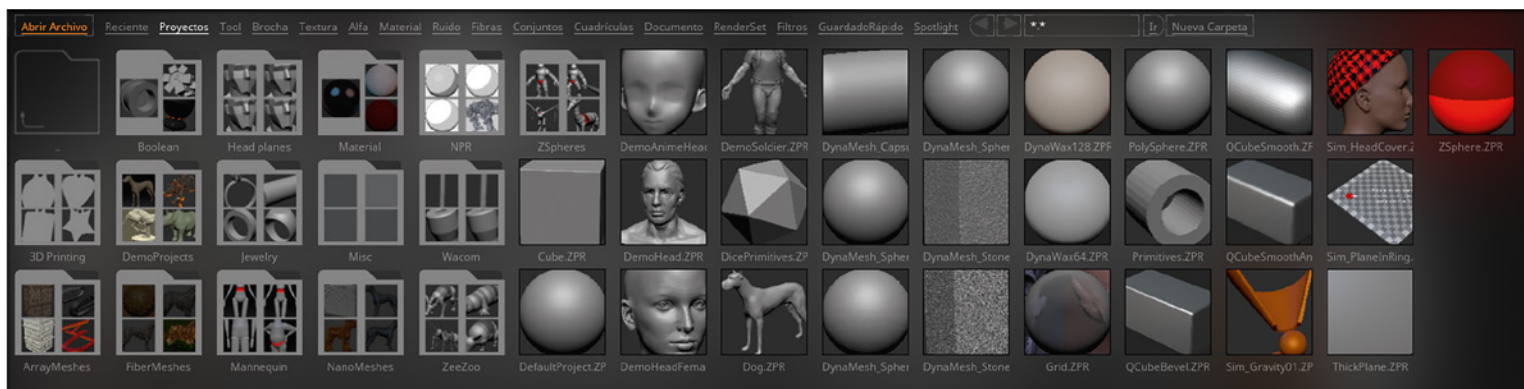 Abrir Archivo Reciente Proyectos Tool Brocha Textura Alfa Material Ruido Fibras Conjuntos Cuadrículas Documento RenderSet Filtros GuardadoRápido Spotlight *.* Ir Nueva Carpeta
.. Boolean Head planes Material NPR ZSpheres DemoAnimeHead DemoSoldier.ZPR DynaMesh_Capsu DynaMesh_Spher DynaWax128.ZPR PolySphere.ZPR QCubeSmooth.ZF Sim_HeadCover.Z ZSphere.ZPR
3D Printing DemoProjects Jewelry Misc Wacom Cube.ZPR DemoHead.ZPR DicePrimitives.ZP DynaMesh_Spher DynaMesh_Stone DynaWax64.ZPR Primitives.ZPR QCubeSmoothAn Sim_PlaneInRing.
ArrayMeshes FiberMeshes Mannequin NanoMeshes ZeeZoo DefaultProject.ZP DemoHeadFema Dog.ZPR DynaMesh_Spher DynaMesh_Stone Grid.ZPR QCubeBevel.ZPR Sim_Gravity01.ZP ThickPlane.ZPR